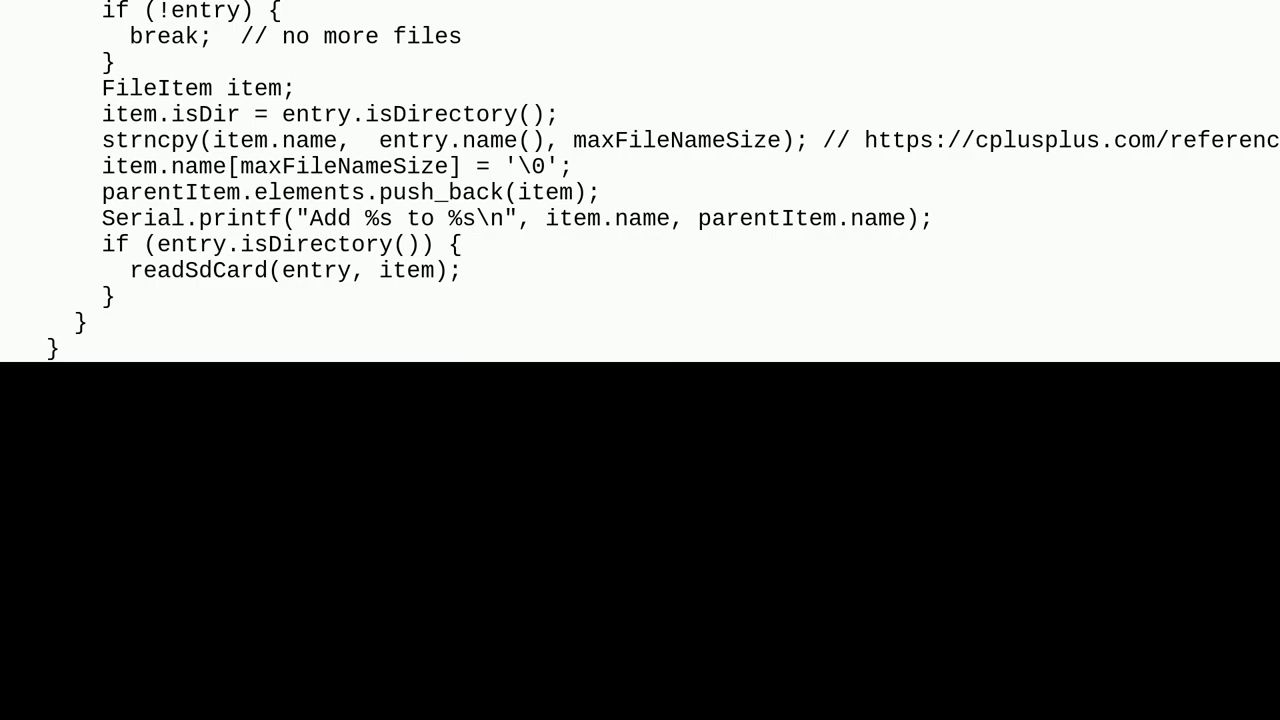 if (!entry) {
break;  // no more files
}
FileItem item;
item.isDir = entry.isDirectory();
strncpy(item.name,  entry.name(), maxFileNameSize); // https://cplusplus.com/referenc
item.name[maxFileNameSize] = '\0';
parentItem.elements.push_back(item);
Serial.printf("Add %s to %s\n", item.name, parentItem.name);
if (entry.isDirectory()) {
readSdCard(entry, item);
}
}
}